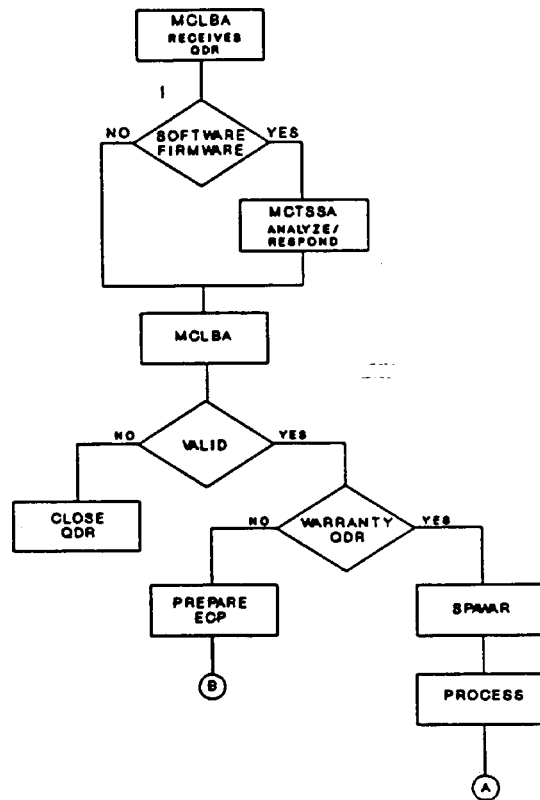 MCLBA
RECEIVES
QDR
1
NO
SOFTWARE
FIRMWARE
YES
MCTSSA
ANALYZE/
RESPOND
MCLBA
NO
VALID
YES
CLOSE
QDR
NO
WARRANTY
QDR
YES
PREPARE
ECP
SPAWAR
B
PROCESS
A